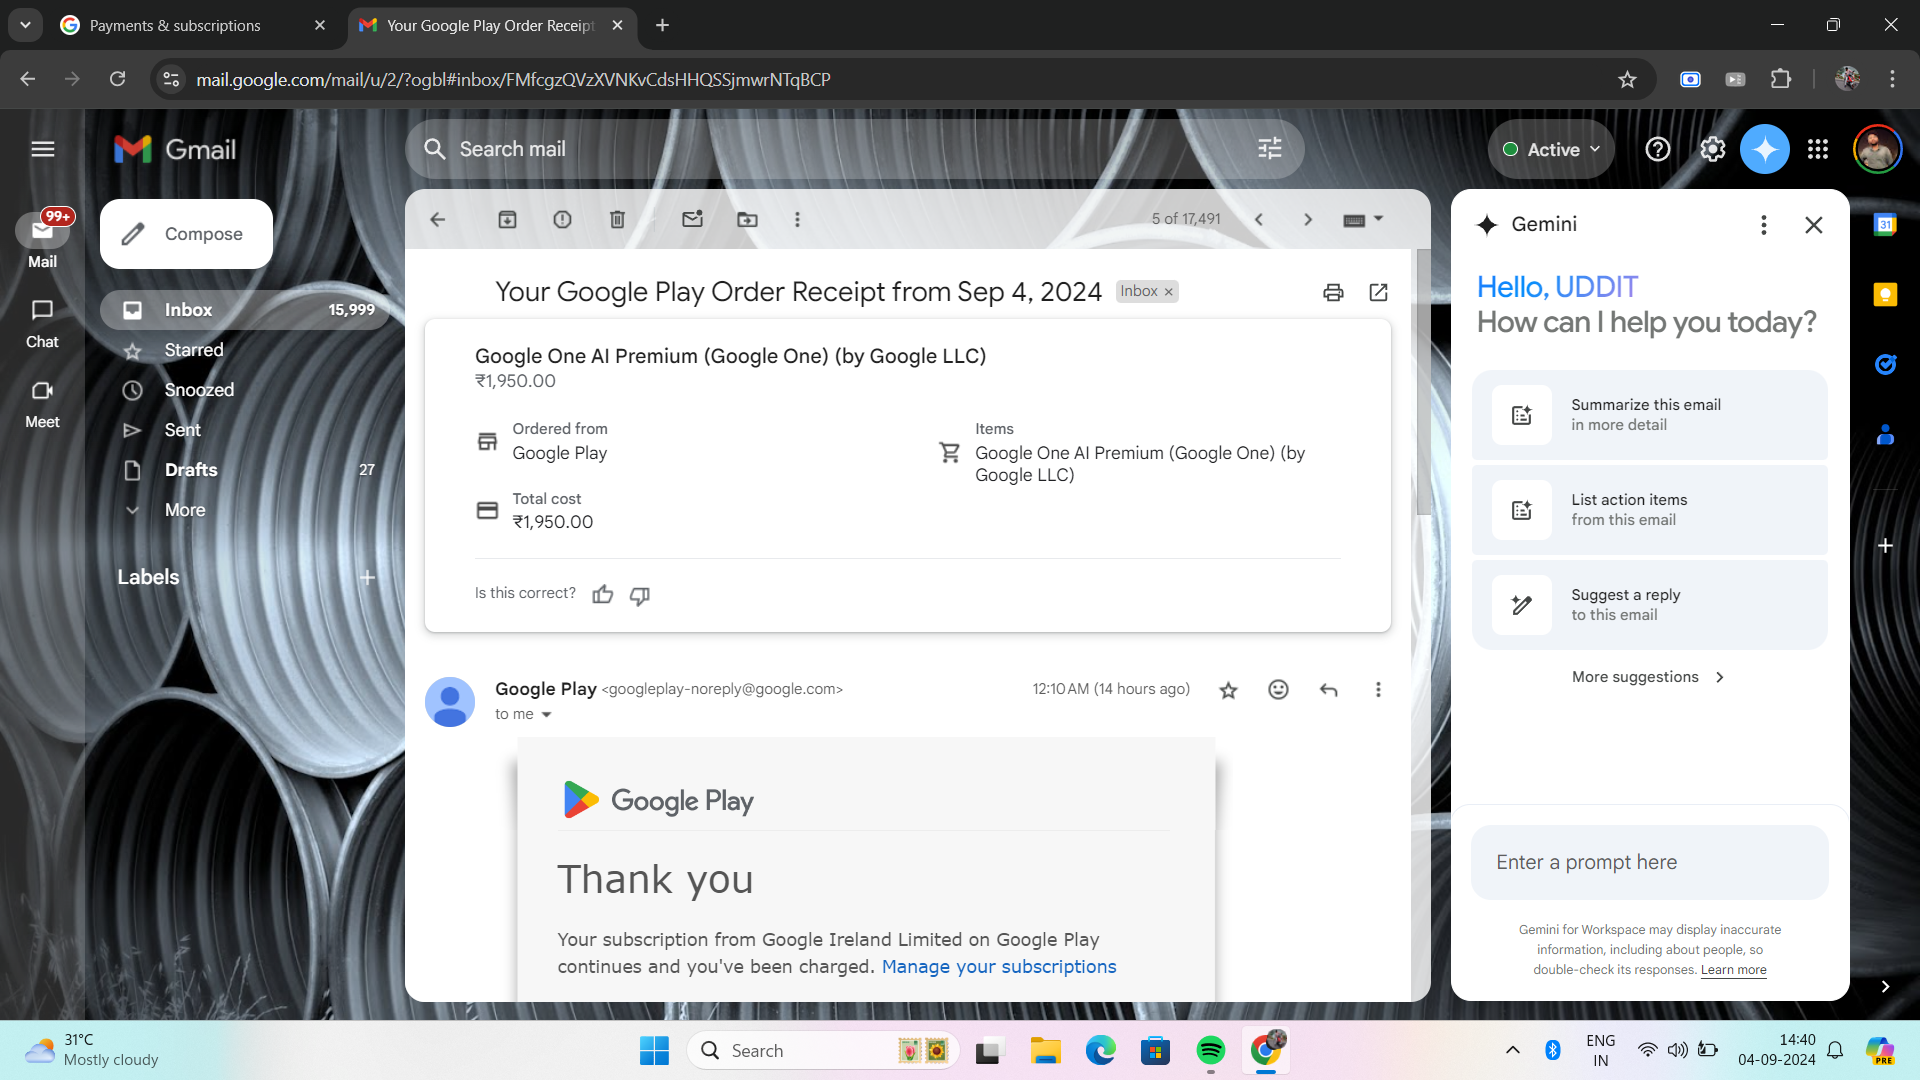 Payments & subscriptions
Your Google Play Order Receipt
mail.google.com/mail/u/2/?ogbl#inbox/FMfcgzQVzXVNKvCdsHHQSSjmwrNTqBCP
Gmail
Search mail
Active
99+
Mail
Chat
Meet
Compose
Inbox 15,999
Starred
Snoozed
Sent
Drafts 27
More
Labels
5 of 17,491
Your Google Play Order Receipt from Sep 4, 2024 Inbox ×
Google One AI Premium (Google One) (by Google LLC)
₹1,950.00
Ordered from
Google Play
Items
Google One AI Premium (Google One) (by
Google LLC)
Total cost
₹1,950.00
Is this correct?
Google Play <googleplay-noreply@google.com> 12:10 AM (14 hours ago)
to me
Google Play
Thank you
Your subscription from Google Ireland Limited on Google Play
continues and you've been charged. Manage your subscriptions
Gemini
Hello, UDDIT
How can I help you today?
Summarize this email
in more detail
List action items
from this email
Suggest a reply
to this email
More suggestions
Enter a prompt here
Gemini for Workspace may display inaccurate
information, including about people, so
double-check its responses. Learn more
31
31°C
Mostly cloudy
Search
ENG
IN
14:40
04-09-2024
PRE